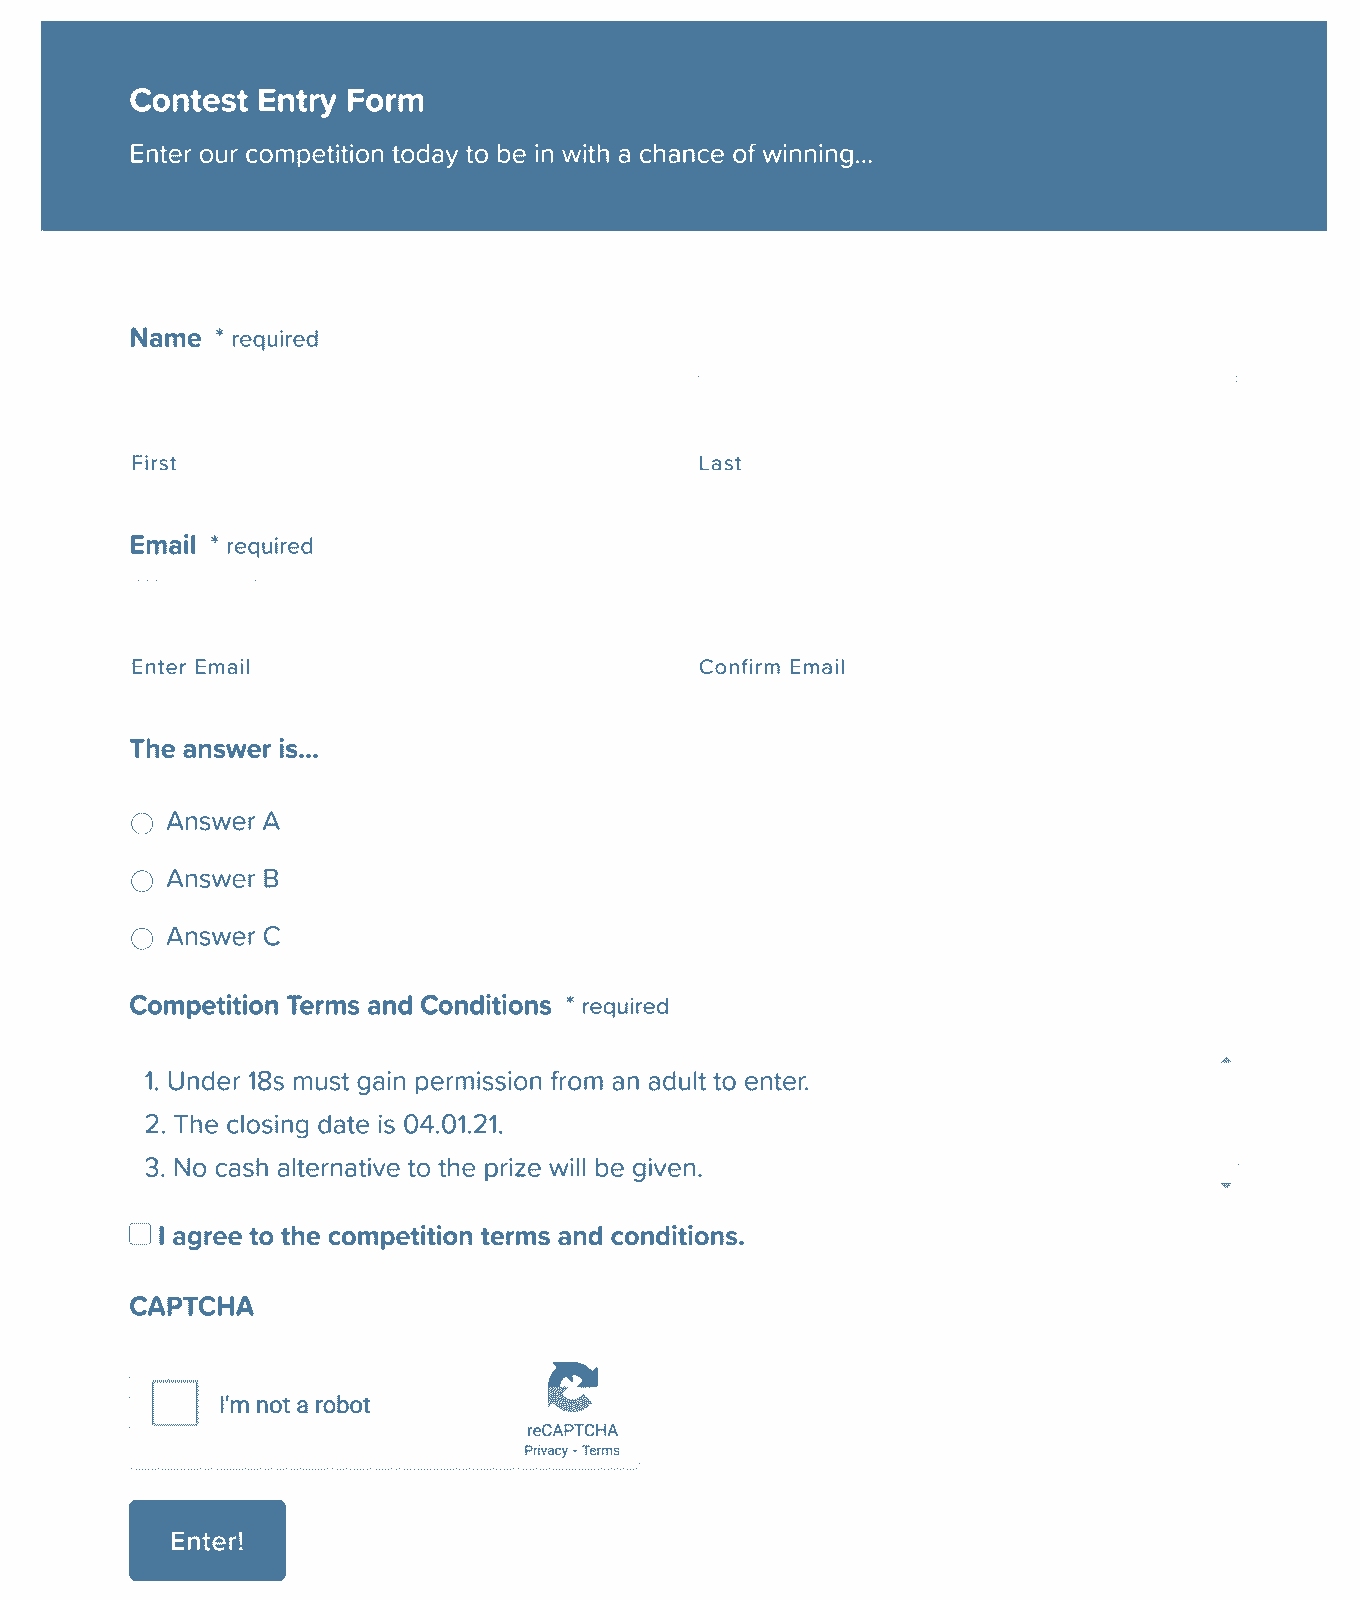 Contest Entry Form
Enter our competition today to be in with a chance of winning...
Name * required
First
Last
Email * required
Enter Email
Confirm Email
The answer is...
Answer A
Answer B
Answer C
Competition Terms and Conditions * required
1. Under 18s must gain permission from an adult to enter.
2. The closing date is 04.01.21.
3. No cash alternative to the prize will be given.
I agree to the competition terms and conditions.
CAPTCHA
I'm not a robot
reCAPTCHA
Privacy - Terms
Enter!